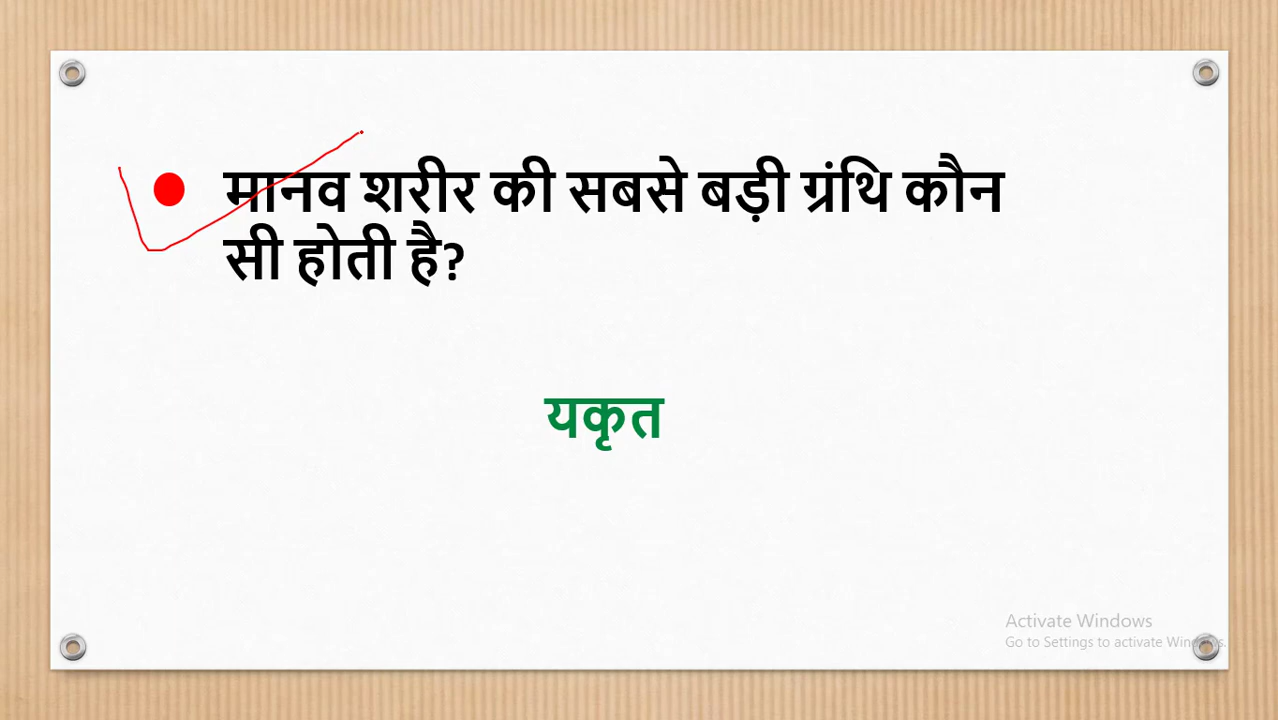 मानव शरीर की सबसे बड़ी ग्रंथि कौन
सी होती है?
यकृत
Activate Windows
Go to Settings to activate Windows.